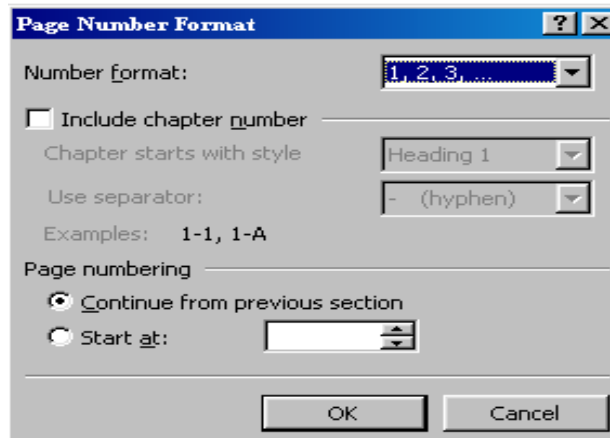 Page Number Format
Number format: 1, 2, 3, ...
Include chapter number
Chapter starts with style Heading 1
Use separator: - (hyphen)
Examples: 1-1, 1-A
Page numbering
Continue from previous section
Start at:
OK Cancel